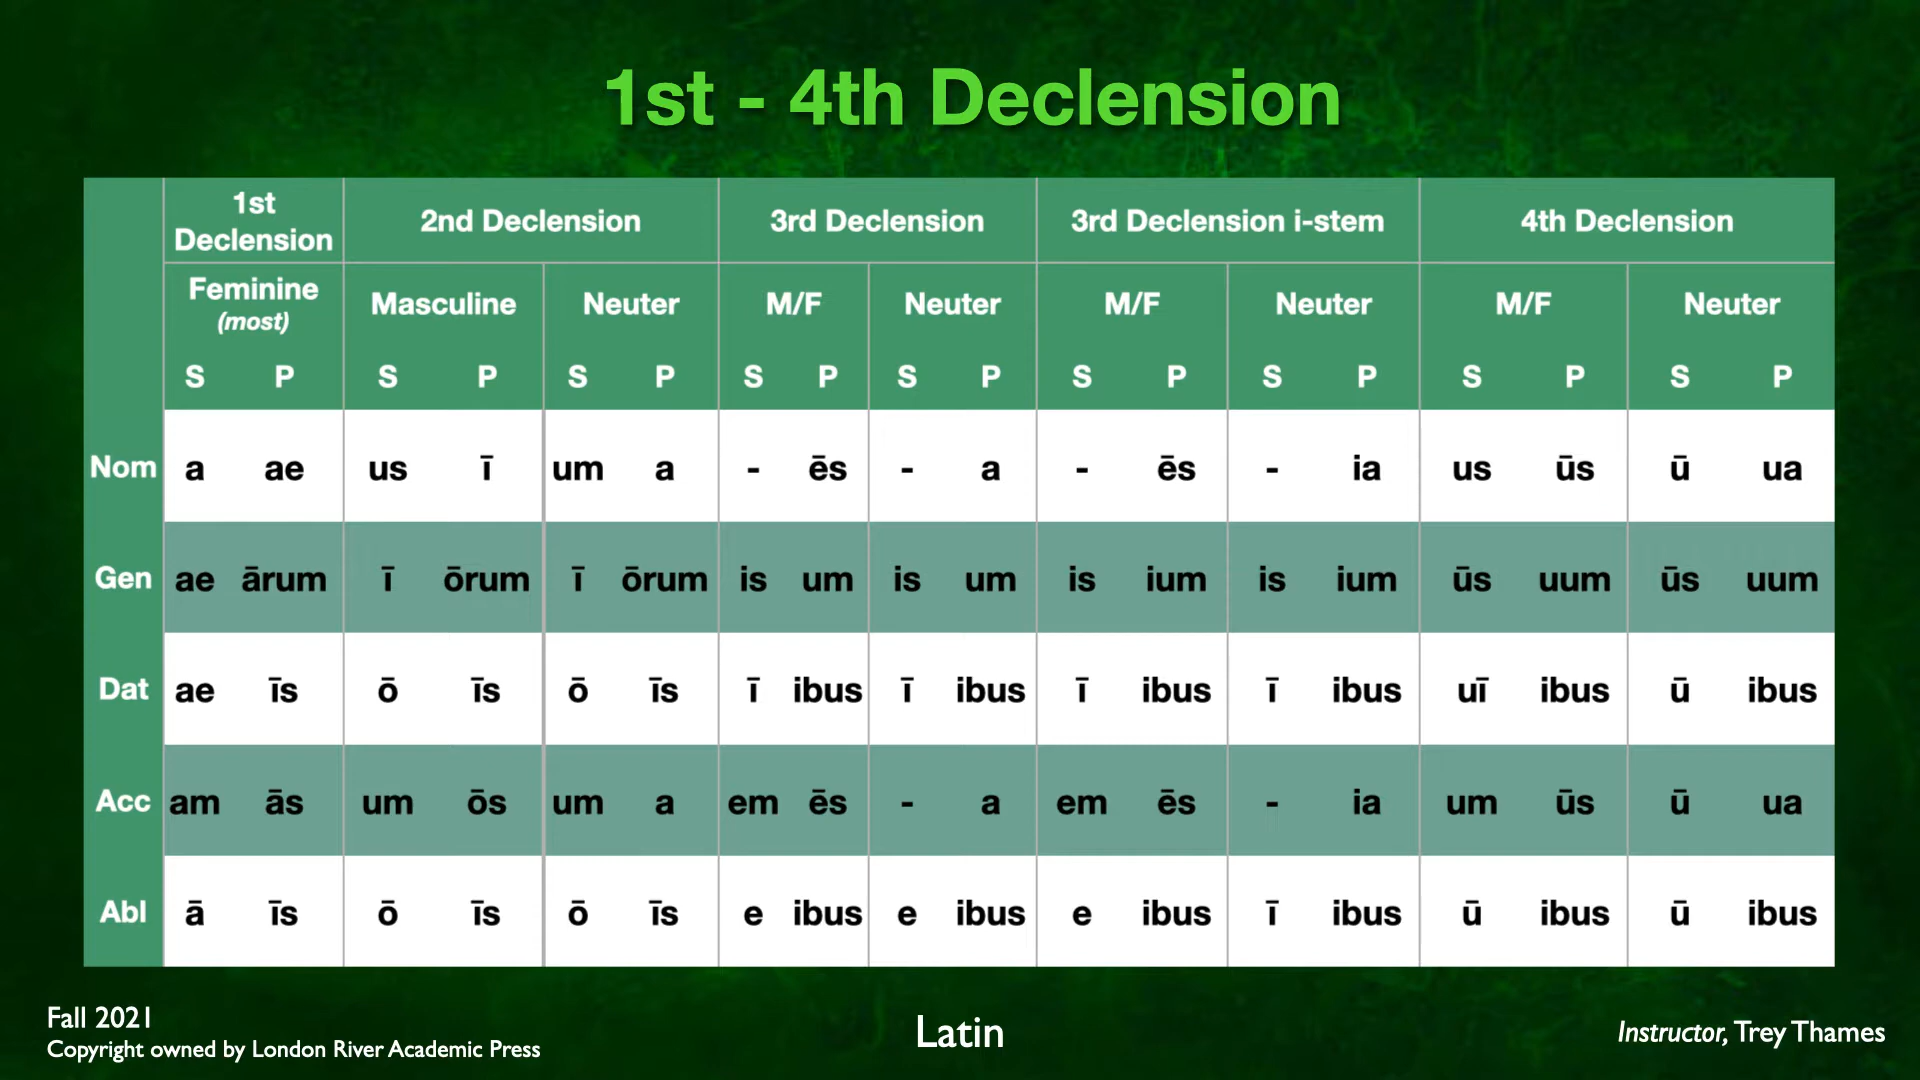 1st - 4th Declension
1st Declension 2nd Declension 3rd Declension 3rd Declension i-stem 4th Declension
Feminine (most) Masculine Neuter M/F Neuter M/F Neuter M/F Neuter
S P S P S P S P S P S P S P S P S P
Nom a ae us ī um a - ēs - a - ēs - ia us ūs ū ua
Gen ae ārum ī ōrum ī ōrum is um is um is ium is ium ūs uum ūs uum
Dat ae īs ō īs ō īs ī ibus ī ibus ī ibus ī ibus uī ibus ū ibus
Acc am ās um ōs um a em ēs - a em ēs - ia um ūs ū ua
Abl ā īs ō īs ō īs e ibus e ibus e ibus ī ibus ū ibus ū ibus
Fall 2021
Copyright owned by London River Academic Press
Latin
Instructor, Trey Thames